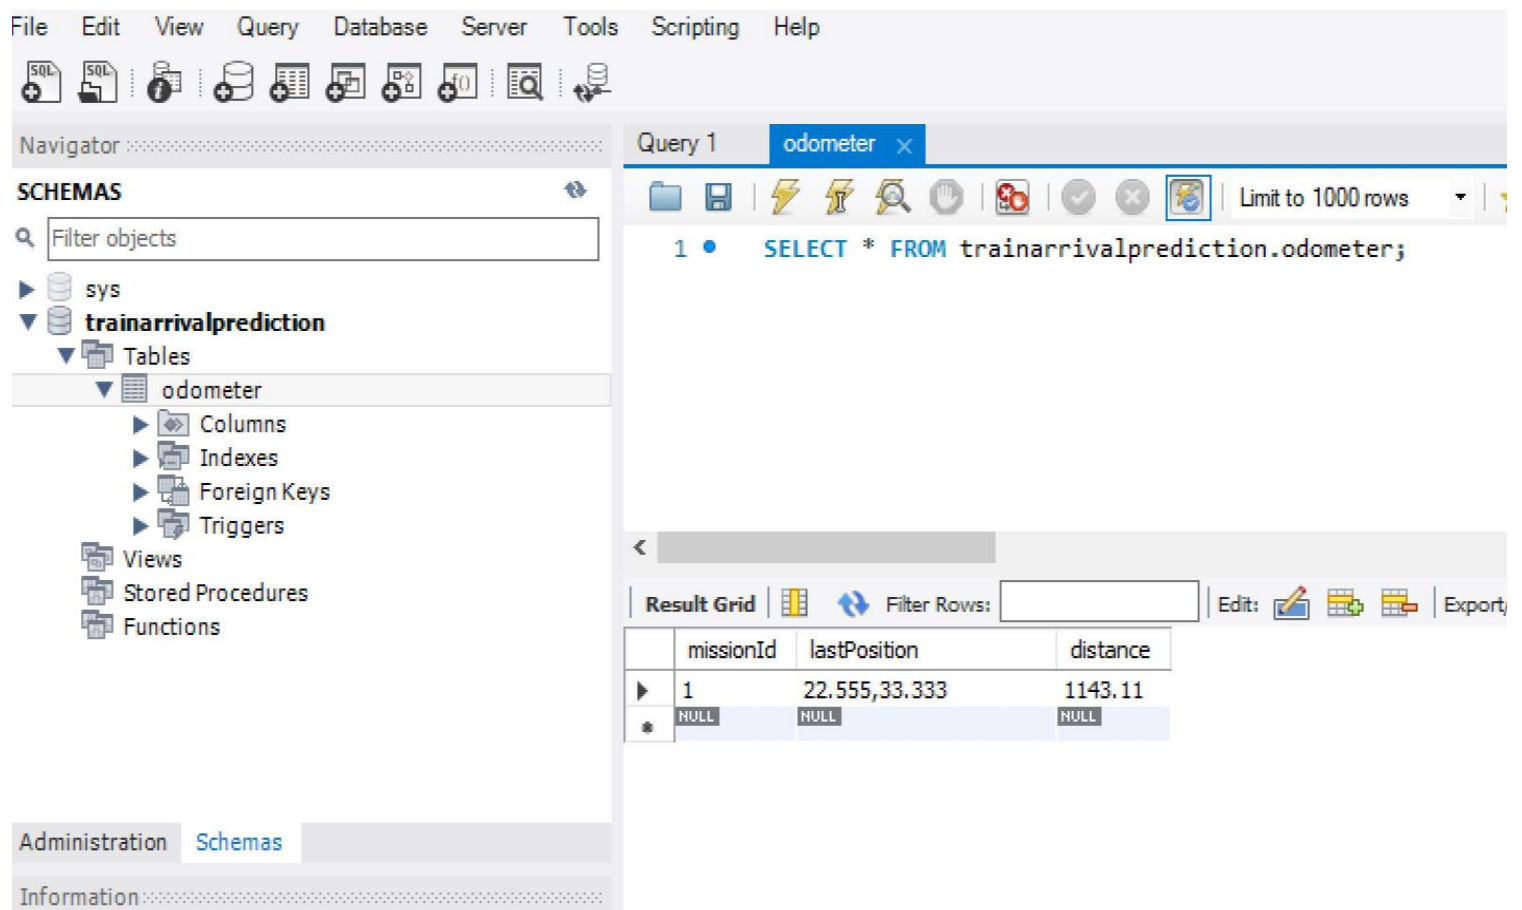 File Edit View Query Database Server Tools Scripting Help
SQL SQL i f()
Navigator
SCHEMAS
Filter objects
sys
trainarrivalprediction
Tables
odometer
Columns
Indexes
Foreign Keys
Triggers
Views
Stored Procedures
Functions
Administration Schemas
Information
Query 1 odometer ×
Limit to 1000 rows
1 SELECT * FROM trainarrivalprediction.odometer;
Result Grid Filter Rows: Edit: Export/
missionId lastPosition distance
1 22.555,33.333 1143.11
* NULL NULL NULL